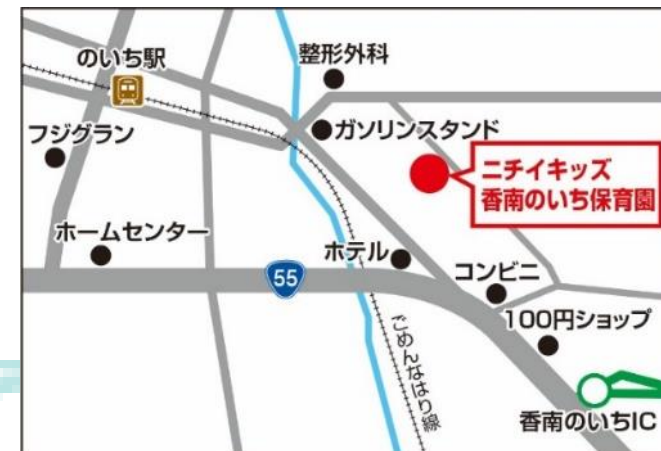 のいち駅
整形外科
ガソリンスタンド
フジグラン
ニチイキッズ
香南のいち保育園
ホームセンター
ホテル
55
コンビニ
100円ショップ
ごめんなはり線
香南のいちIC